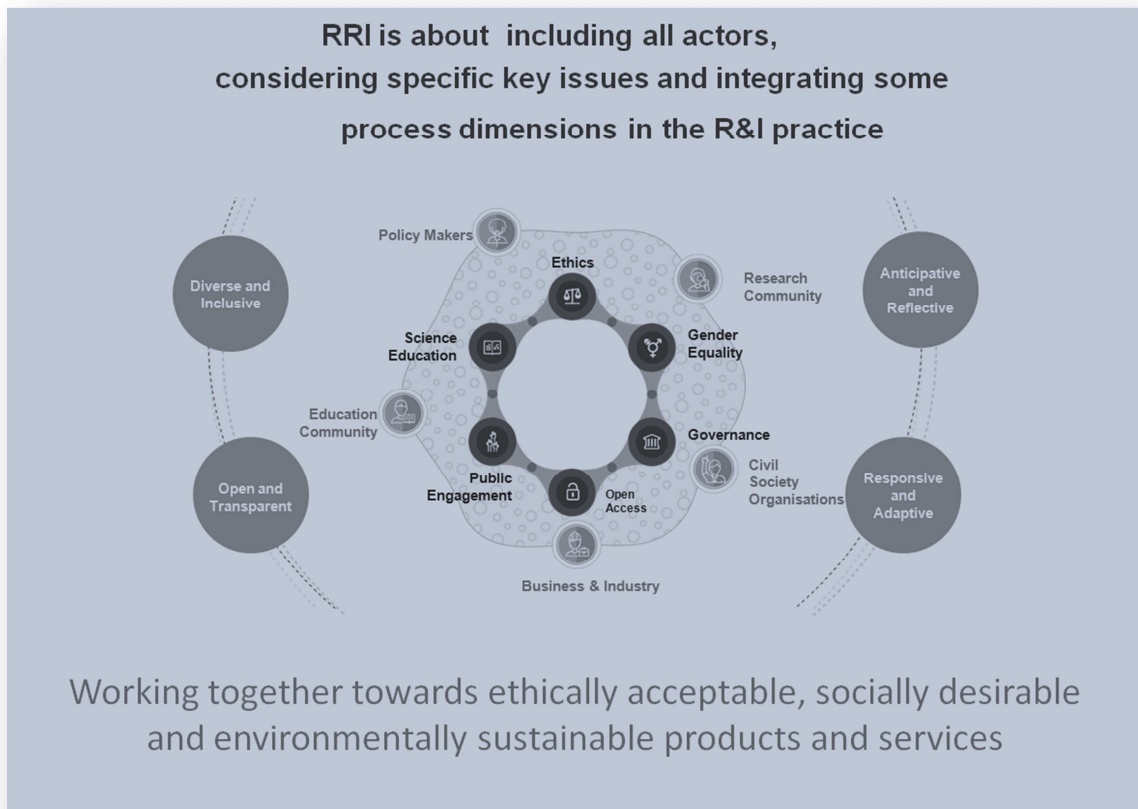 RRI is about including all actors,
considering specific key issues and integrating some
process dimensions in the R&I practice
Policy Makers
Ethics
Research
Community
Diverse and
Inclusive
Anticipative
and
Reflective
Science
Education
Gender
Equality
Education
Community
Governance
Civil
Society
Organisations
Public
Engagement
Open
Access
Open and
Transparent
Responsive
and
Adaptive
Business & Industry
Working together towards ethically acceptable, socially desirable
and environmentally sustainable products and services